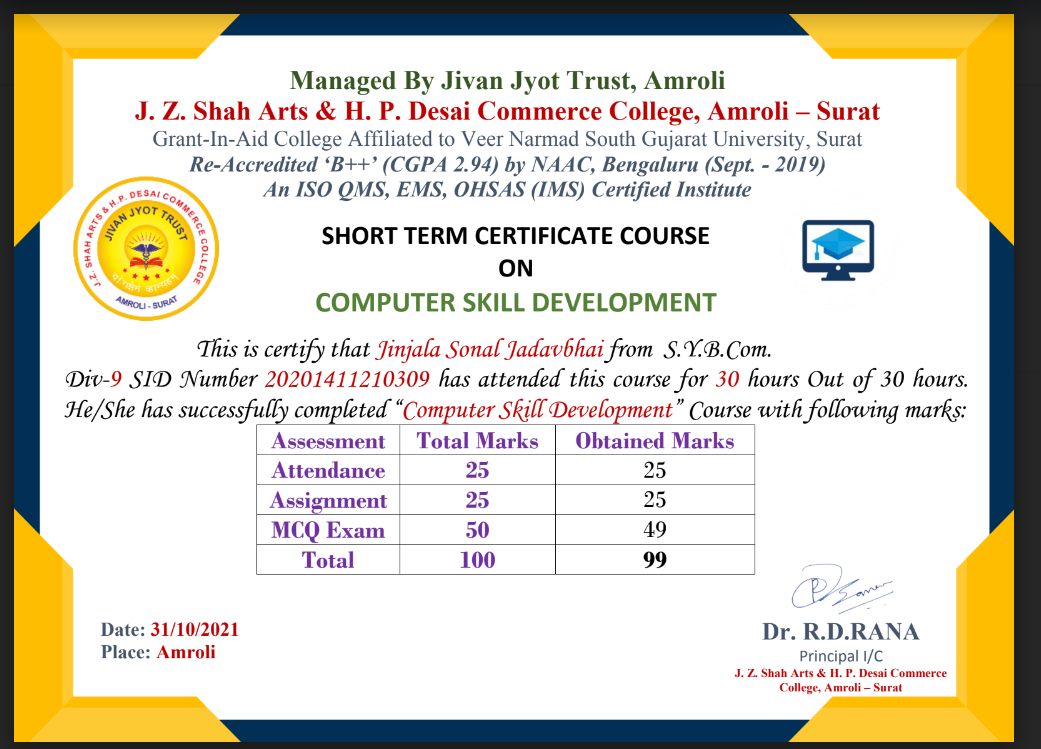 Managed By Jivan Jyot Trust, Amroli
J. Z. Shah Arts & H. P. Desai Commerce College, Amroli – Surat
Grant-In-Aid College Affiliated to Veer Narmad South Gujarat University, Surat
Re-Accredited ‘B++’ (CGPA 2.94) by NAAC, Bengaluru (Sept. - 2019)
An ISO QMS, EMS, OHSAS (IMS) Certified Institute
J.Z. SHAH ARTS & H.P. DESAI COMMERCE COLLEGE
JIVAN JYOT TRUST
AMROLI - SURAT
SHORT TERM CERTIFICATE COURSE
ON
COMPUTER SKILL DEVELOPMENT
This is certify that Jinjala Sonal Jadavbhai from S.Y.B.Com.
Div-9 SID Number 20201411210309 has attended this course for 30 hours Out of 30 hours.
He/She has successfully completed “Computer Skill Development” Course with following marks:
Assessment Total Marks Obtained Marks
Attendance 25 25
Assignment 25 25
MCQ Exam 50 49
Total 100 99
Date: 31/10/2021
Place: Amroli
Dr. R.D.RANA
Principal I/C
J. Z. Shah Arts & H. P. Desai Commerce
College, Amroli – Surat